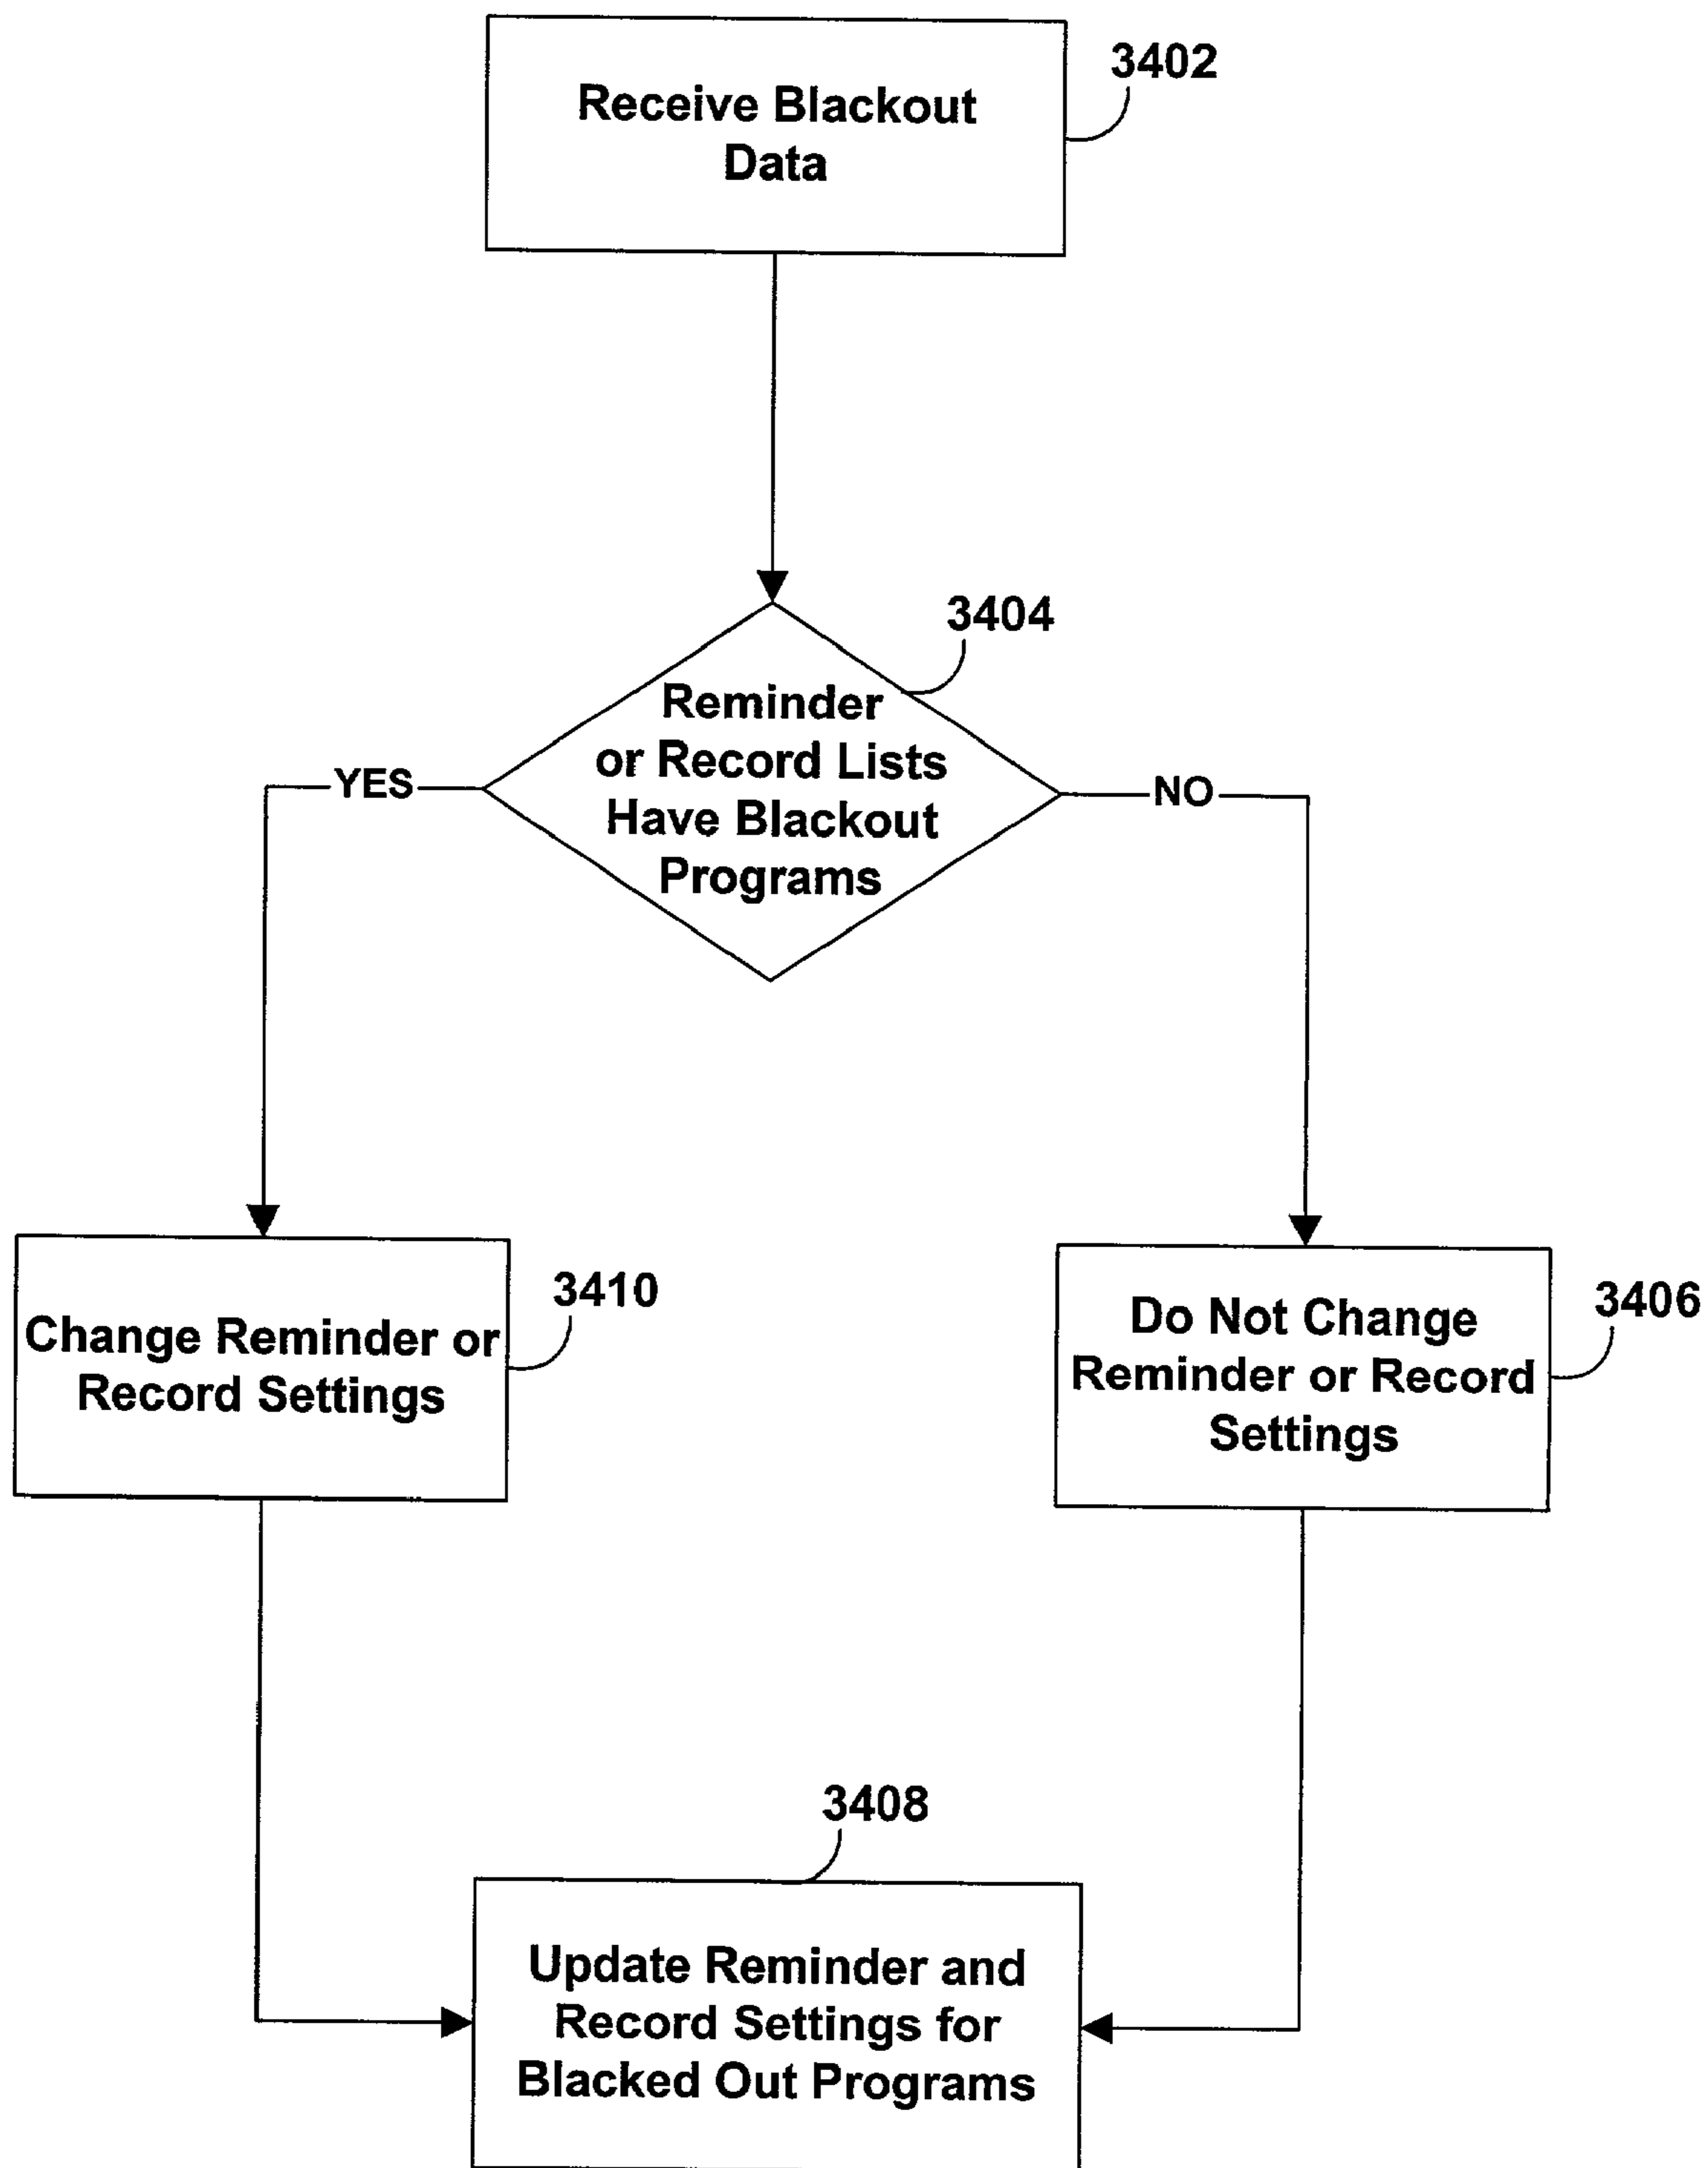 Receive Blackout
Data
3402
3404
Reminder
or Record Lists
Have Blackout
Programs
YES
NO
Change Reminder or
Record Settings
3410
Do Not Change
Reminder or Record
Settings
3406
3408
Update Reminder and
Record Settings for
Blacked Out Programs